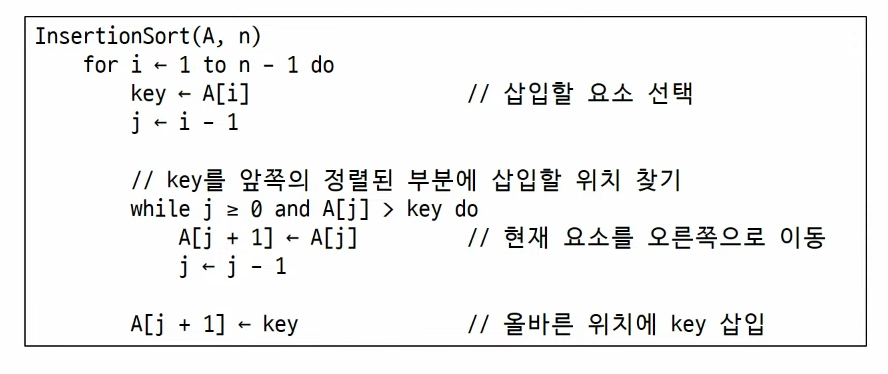 InsertionSort(A, n)
for i ← 1 to n - 1 do
key ← A[i] // 삽입할 요소 선택
j ← i - 1
// key를 앞쪽의 정렬된 부분에 삽입할 위치 찾기
while j ≥ 0 and A[j] > key do
A[j + 1] ← A[j] // 현재 요소를 오른쪽으로 이동
j ← j - 1
A[j + 1] ← key // 올바른 위치에 key 삽입